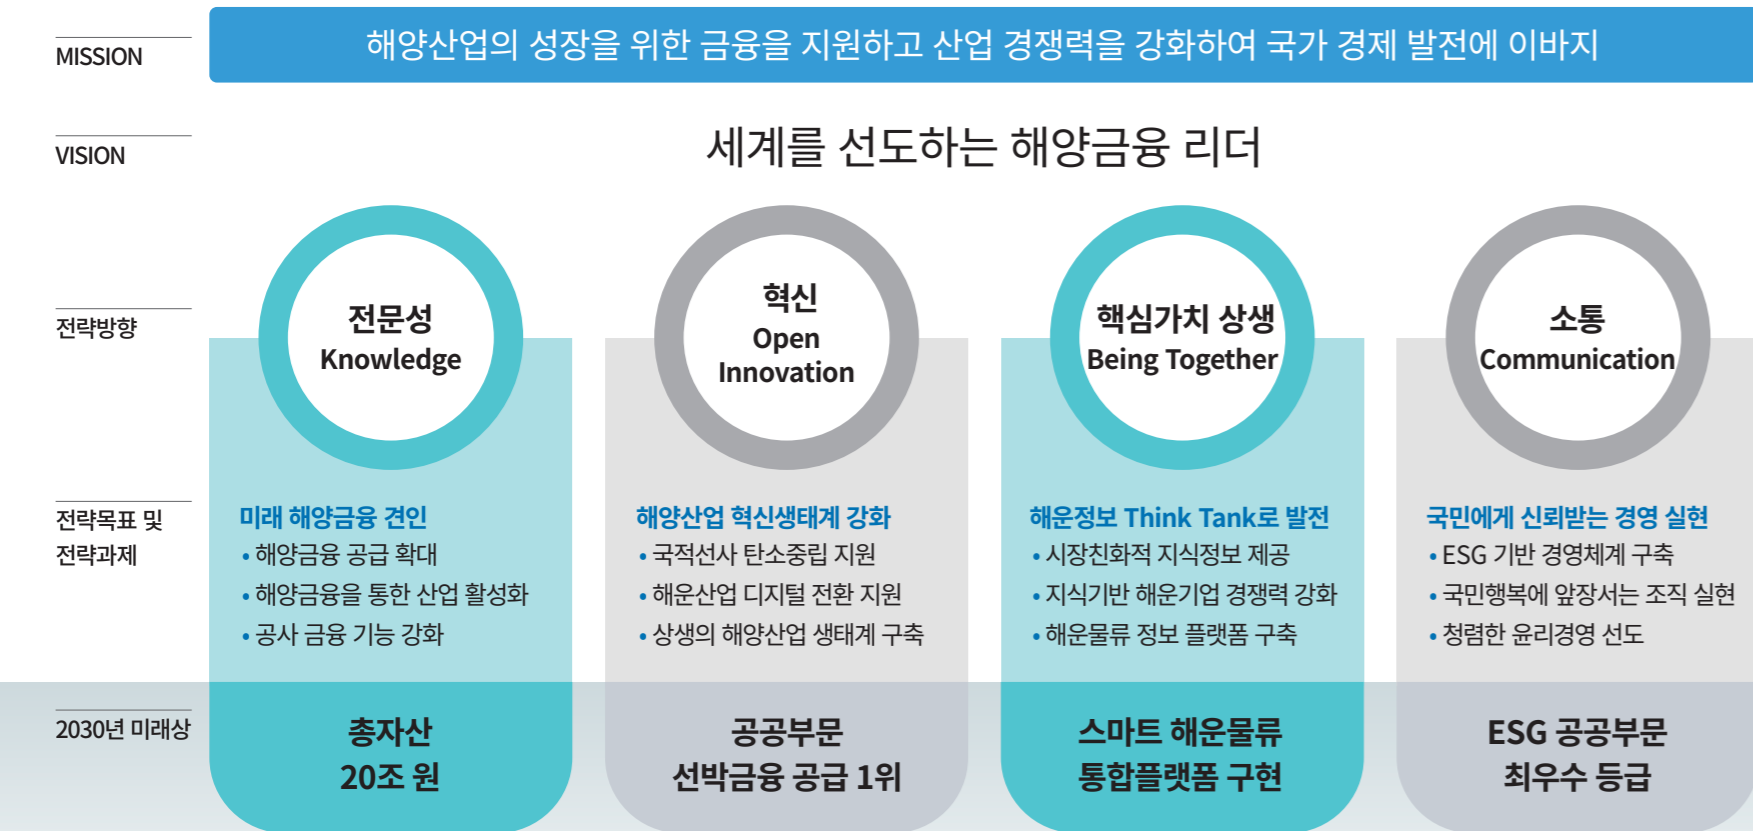 MISSION
해양산업의 성장을 위한 금융을 지원하고 산업 경쟁력을 강화하여 국가 경제 발전에 이바지
VISION
세계를 선도하는 해양금융 리더
전략방향
전문성
Knowledge
혁신
Open
Innovation
핵심가치 상생
Being Together
소통
Communication
전략목표 및
전략과제
미래 해양금융 견인
• 해양금융 공급 확대
• 해양금융을 통한 산업 활성화
• 공사 금융 기능 강화
해양산업 혁신생태계 강화
• 국적선사 탄소중립 지원
• 해운산업 디지털 전환 지원
• 상생의 해양산업 생태계 구축
해운정보 Think Tank로 발전
• 시장친화적 지식정보 제공
• 지식기반 해운기업 경쟁력 강화
• 해운물류 정보 플랫폼 구축
국민에게 신뢰받는 경영 실현
• ESG 기반 경영체계 구축
• 국민행복에 앞장서는 조직 실현
• 청렴한 윤리경영 선도
2030년 미래상
총자산
20조 원
공공부문
선박금융 공급 1위
스마트 해운물류
통합플랫폼 구현
ESG 공공부문
최우수 등급